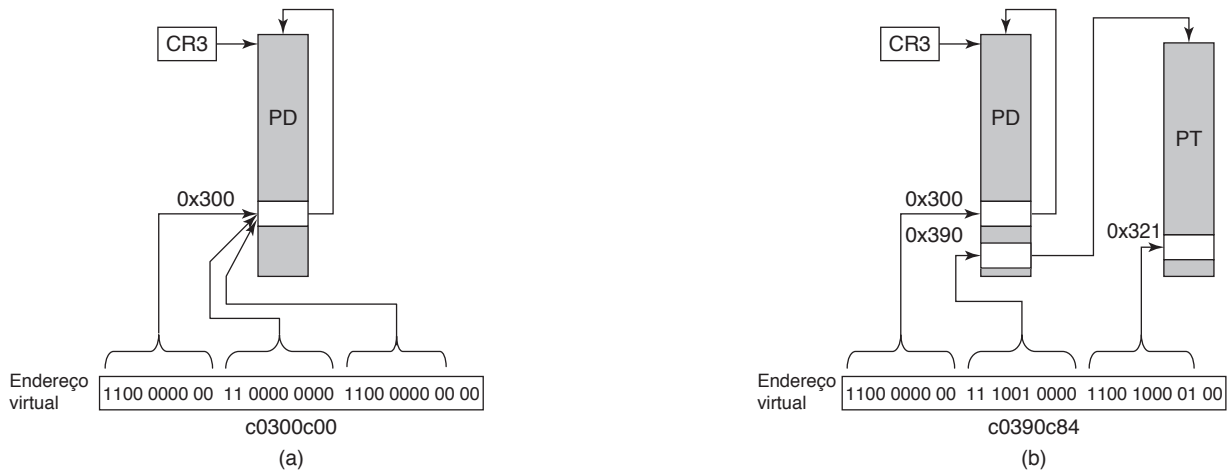 CR3
PD
0x300
Endereço
virtual
1100 0000 00 11 0000 0000 1100 0000 00 00
c0300c00
(a)
CR3
PD
PT
0x300
0x390
0x321
Endereço
virtual
1100 0000 00 11 1001 0000 1100 1000 01 00
c0390c84
(b)